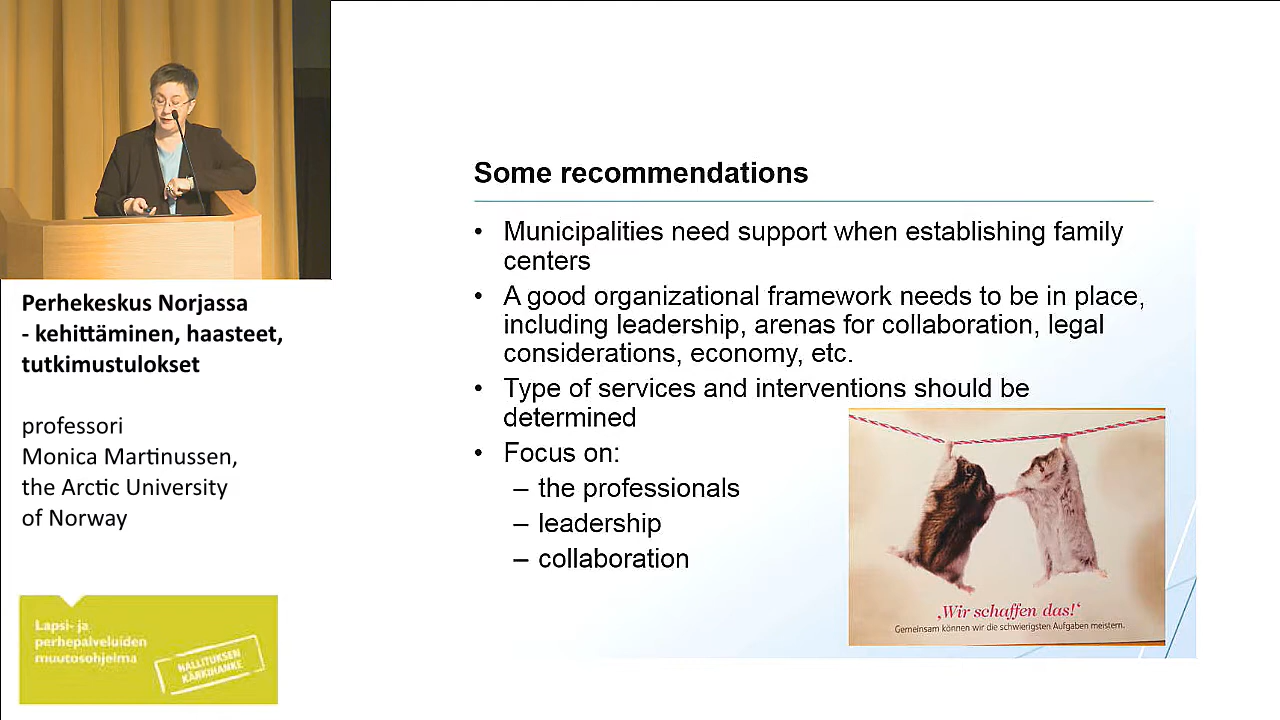 Some recommendations
• Municipalities need support when establishing family
centers
• A good organizational framework needs to be in place,
including leadership, arenas for collaboration, legal
considerations, economy, etc.
• Type of services and interventions should be
determined
• Focus on:
– the professionals
– leadership
– collaboration
‚Wir schaffen das!‘
Gemeinsam können wir die schwierigsten Aufgaben meistern.
Perhekeskus Norjassa
- kehittäminen, haasteet,
tutkimustulokset
professori
Monica Martinussen,
the Arctic University
of Norway
Lapsi- ja
perhepalveluiden
muutosohjelma
HALLITUKSEN
KÄRKIHANKE